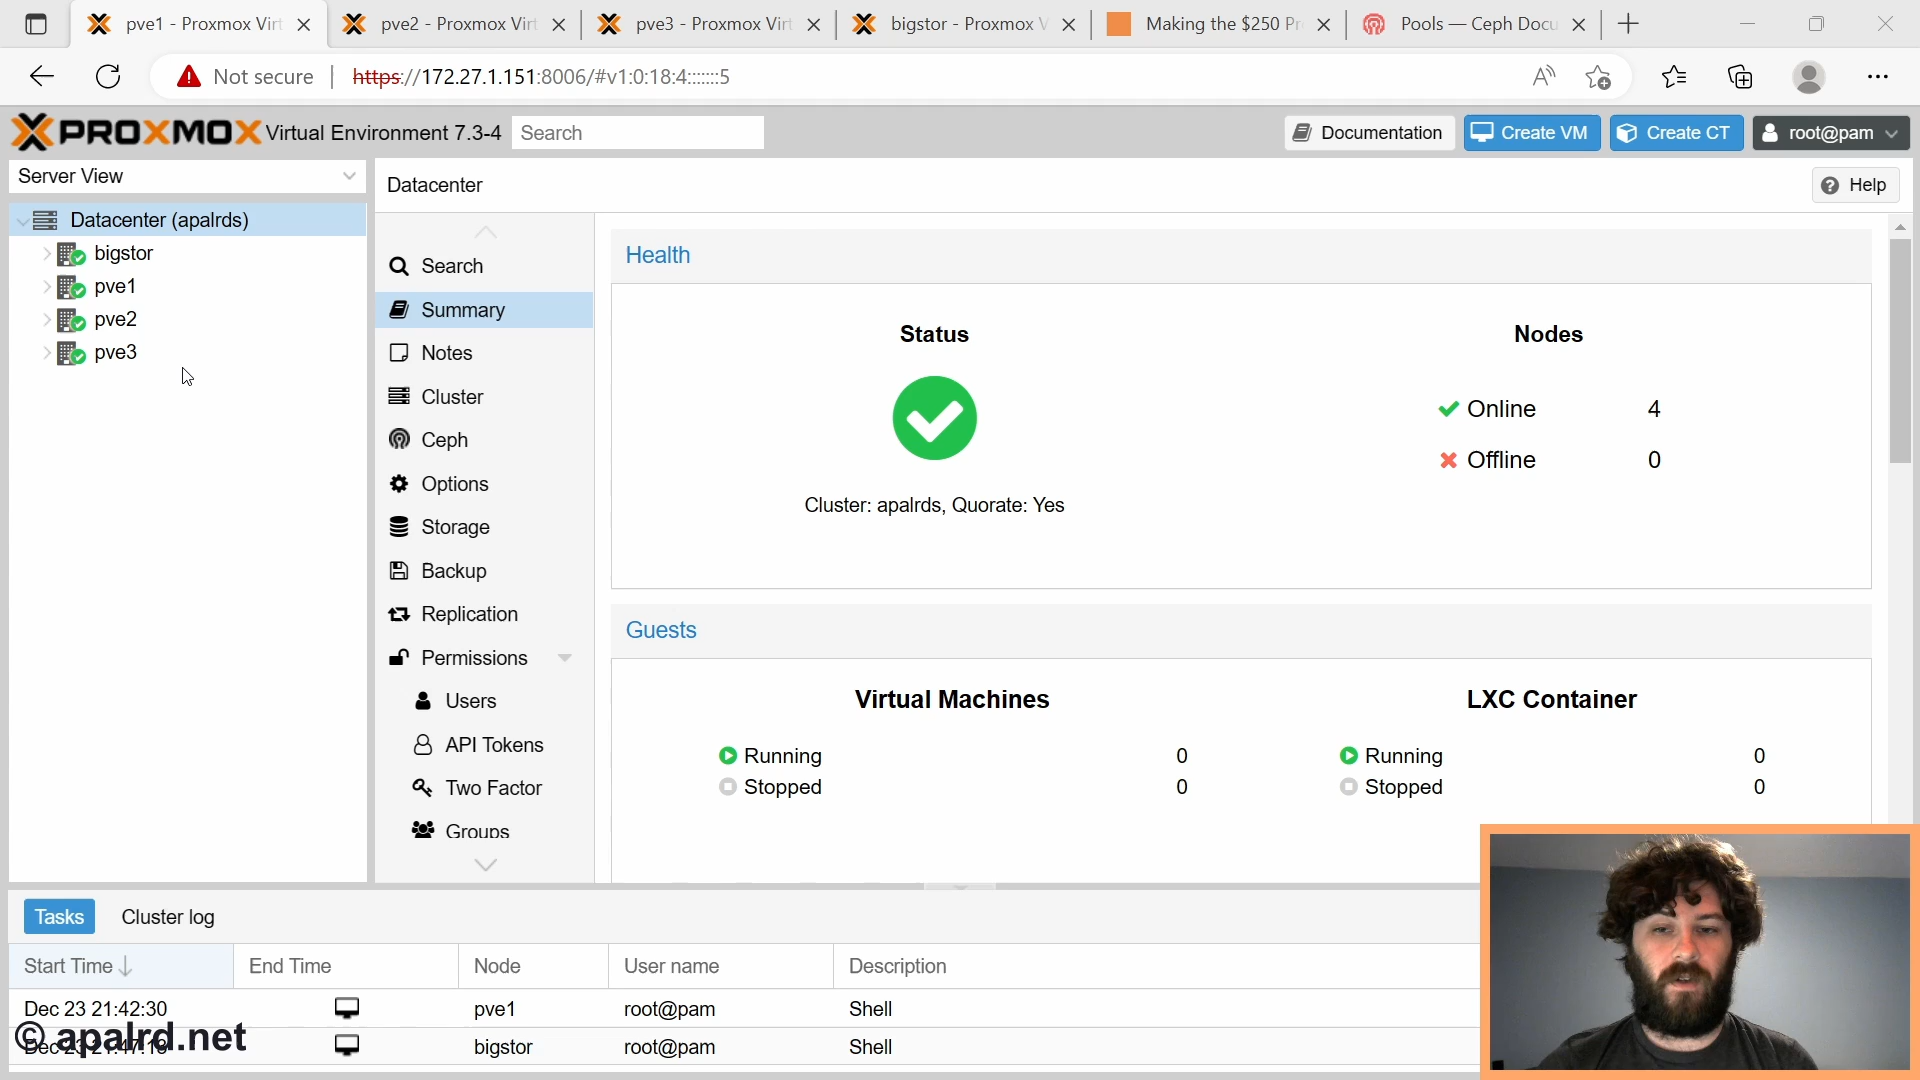 pve1 - Proxmox Virt
pve2 - Proxmox Virt
pve3 - Proxmox Virt
bigstor - Proxmox V
Making the $250 Pr
Pools — Ceph Docu
Not secure
https://172.27.1.151:8006/#v1:0:18:4::::::5
PROXMOX Virtual Environment 7.3-4
Search
Documentation
Create VM
Create CT
root@pam
Server View
Datacenter
Help
Datacenter (apalrds)
bigstor
pve1
pve2
pve3
Search
Summary
Notes
Cluster
Ceph
Options
Storage
Backup
Replication
Permissions
Users
API Tokens
Two Factor
Groups
Health
Status
Nodes
Online 4
Offline 0
Cluster: apalrds, Quorate: Yes
Guests
Virtual Machines
LXC Container
Running 0
Stopped 0
Running 0
Stopped 0
Tasks
Cluster log
Start Time End Time Node User name Description
Dec 23 21:42:30 pve1 root@pam Shell
bigstor root@pam Shell
© apalrd.net